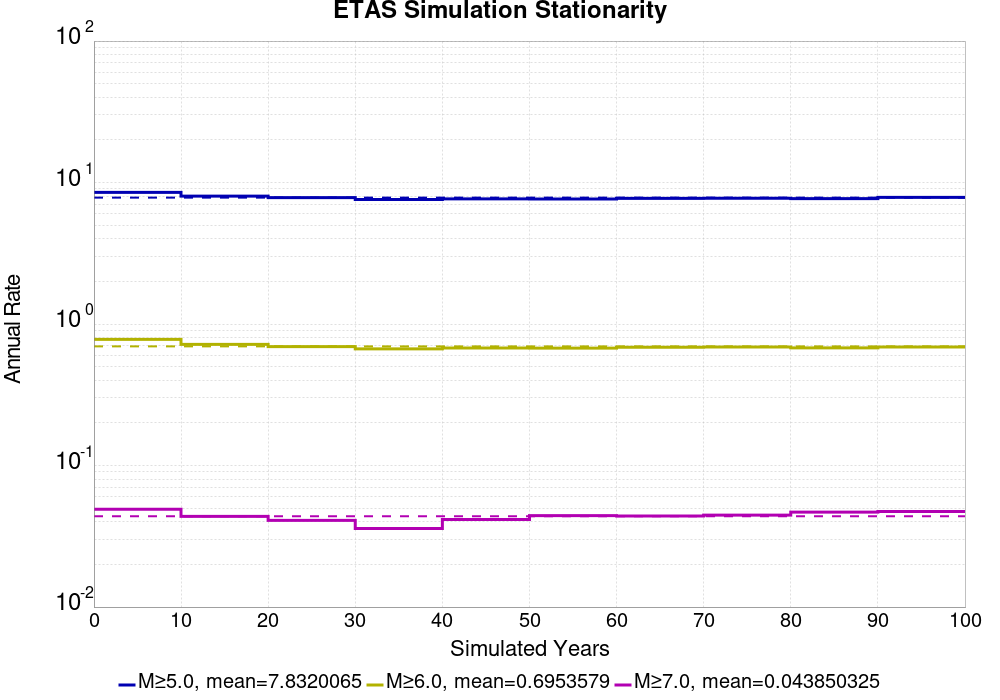 ETAS Simulation Stationarity
10 2
10 1
10 0
10 -1
10 -2
Annual Rate
0 10 20 30 40 50 60 70 80 90 100
Simulated Years
M≥5.0, mean=7.8320065 M≥6.0, mean=0.6953579 M≥7.0, mean=0.043850325